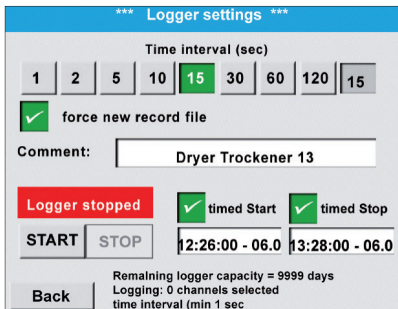 *** Logger settings ***
Time interval (sec)
1 2 5 10 15 30 60 120 15
force new record file
Comment: Dryer Trockener 13
Logger stopped timed Start timed Stop
START STOP 12:26:00 - 06.0 13:28:00 - 06.0
Remaining logger capacity = 9999 days
Logging: 0 channels selected
time interval (min 1 sec
Back